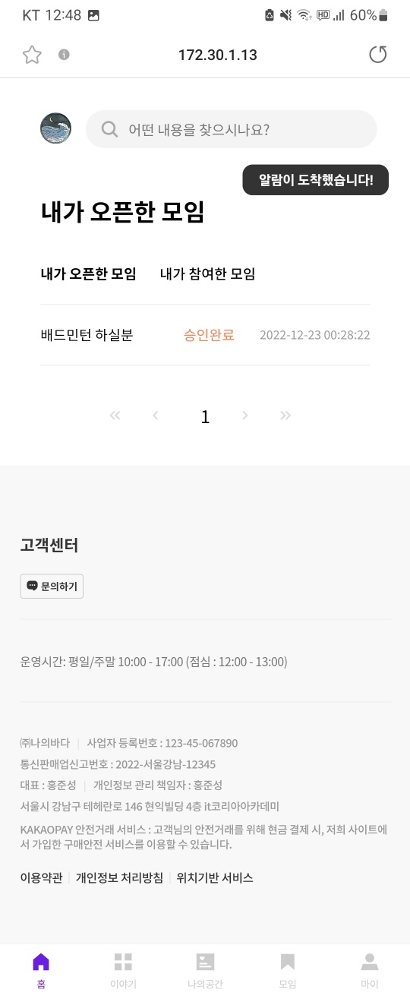 KT 12:48
HD 60%
172.30.1.13
어떤 내용을 찾으시나요?
알람이 도착했습니다!
내가 오픈한 모임
내가 오픈한 모임 내가 참여한 모임
배드민턴 하실분 승인완료 2022-12-23 00:28:22
« ‹ 1 › »
고객센터
문의하기
운영시간: 평일/주말 10:00 - 17:00 (점심 : 12:00 - 13:00)
㈜나의바다 | 사업자 등록번호 : 123-45-067890
통신판매업신고번호 : 2022-서울강남-12345
대표 : 홍준성 | 개인정보 관리 책임자 : 홍준성
서울시 강남구 테헤란로 146 현익빌딩 4층 it코리아아카데미
KAKAOPAY 안전거래 서비스 : 고객님의 안전거래를 위해 현금 결제 시, 저희 사이트에
서 가입한 구매안전 서비스를 이용할 수 있습니다.
이용약관 | 개인정보 처리방침 | 위치기반 서비스
홈 이야기 나의공간 모임 마이